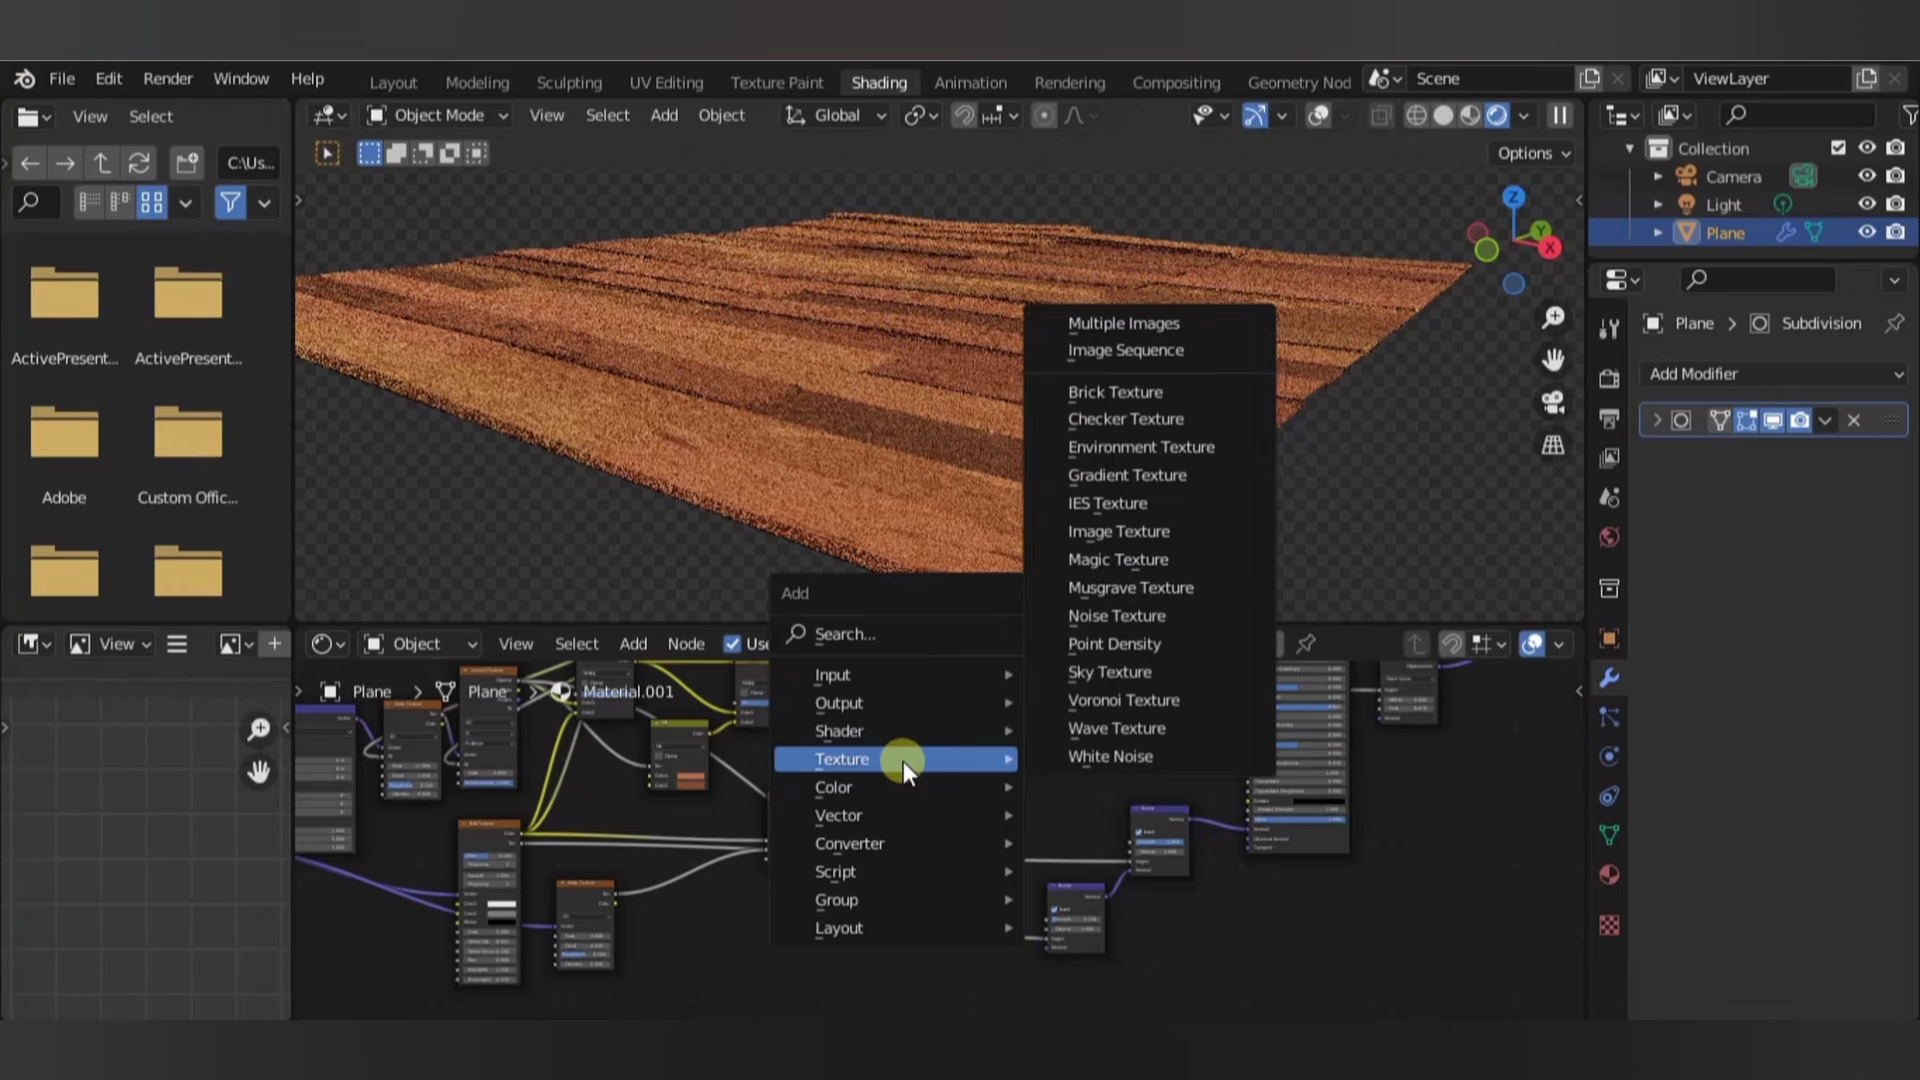 File Edit Render Window Help
Layout Modeling Sculpting UV Editing Texture Paint Shading Animation Rendering Compositing Geometry Nod
Scene
ViewLayer
View Select
Object Mode View Select Add Object
Global
C:\Us...
Options
Z
Y
X
Collection
Camera
Light
Plane
ActivePresent...
ActivePresent...
Adobe
Custom Offic...
Plane > Subdivision
Add Modifier
Multiple Images
Image Sequence
Brick Texture
Checker Texture
Environment Texture
Gradient Texture
IES Texture
Image Texture
Magic Texture
Musgrave Texture
Noise Texture
Point Density
Sky Texture
Voronoi Texture
Wave Texture
White Noise
Add
Search...
Input
Output
Shader
Texture
Color
Vector
Converter
Script
Group
Layout
View
Object View Select Add Node Use
Plane > Plane > Material.001